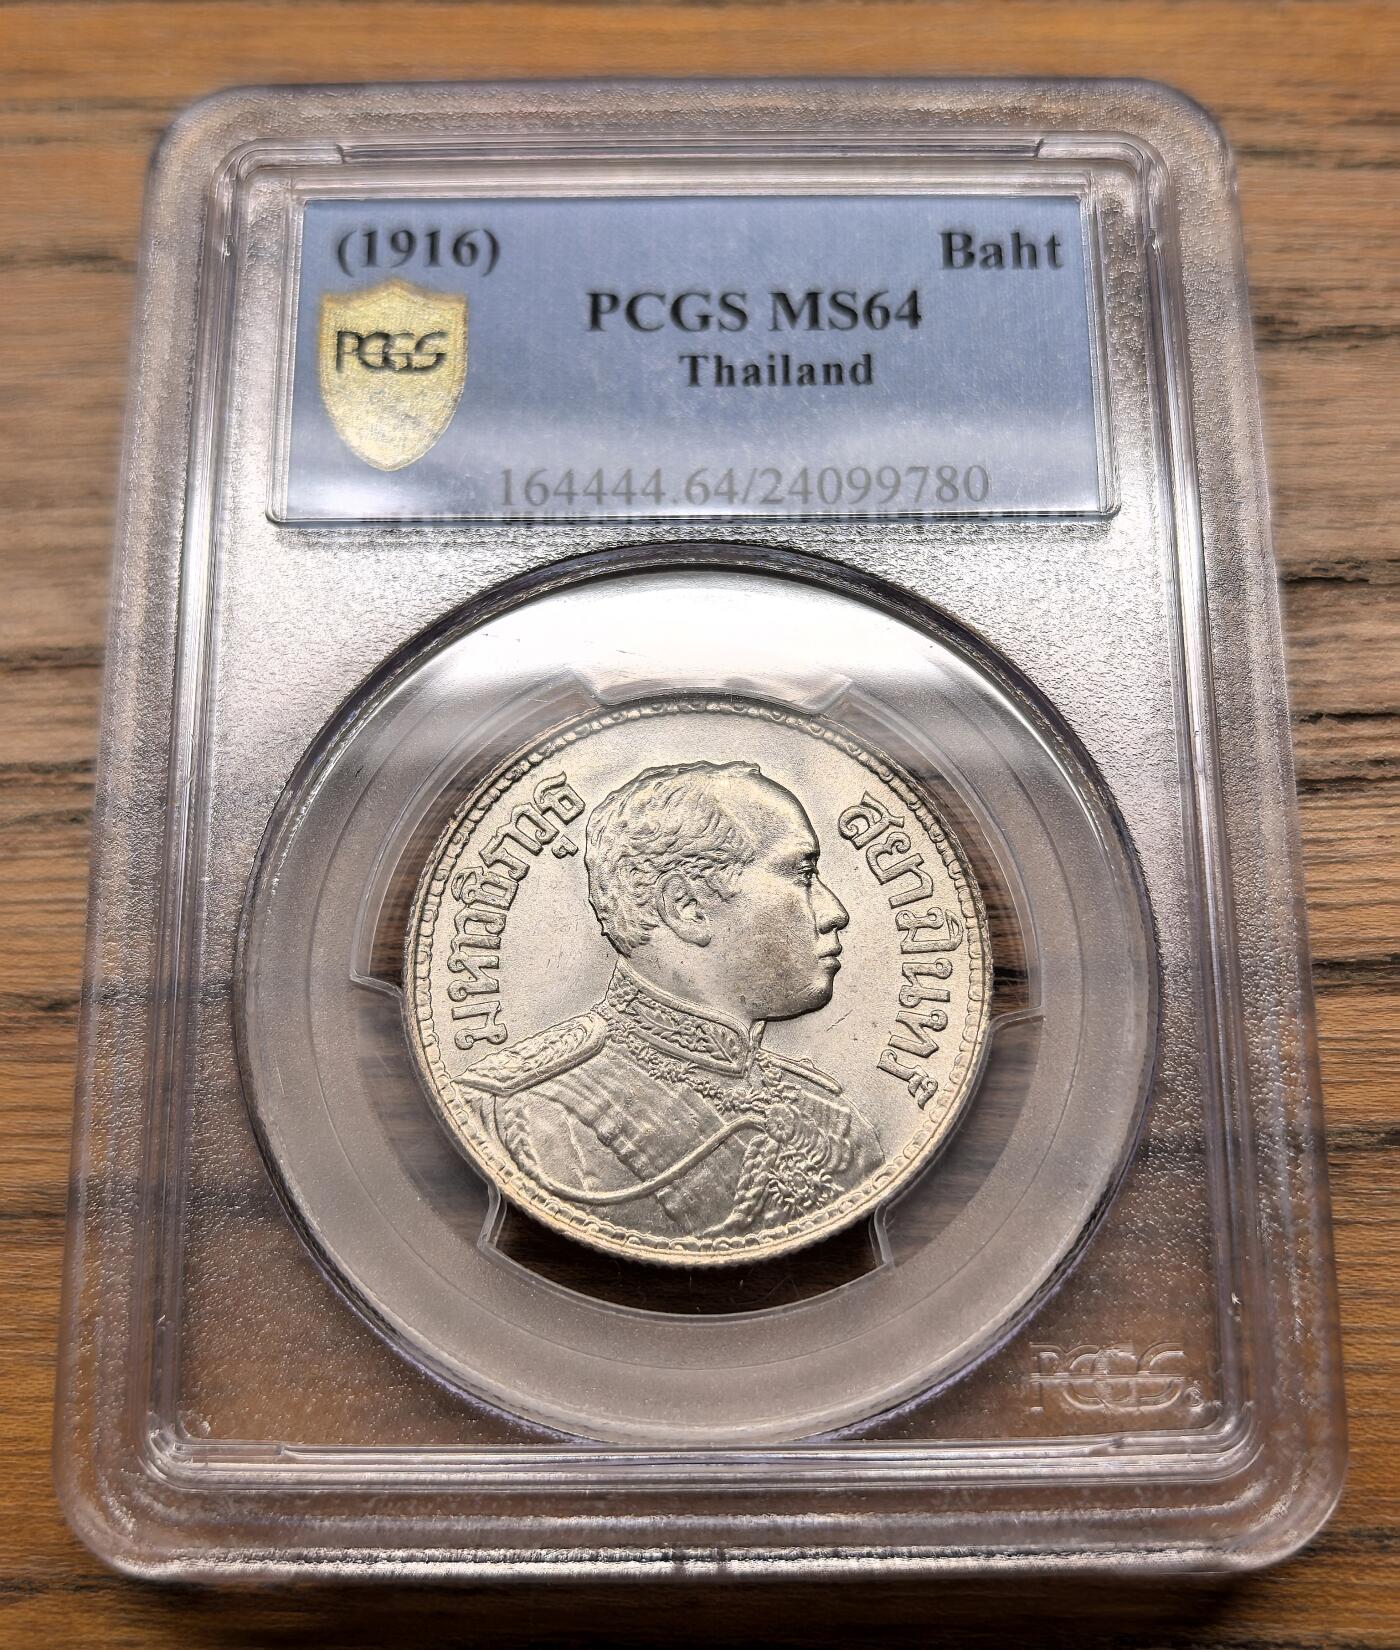 (1916) Baht
PCGS
PCGS MS64
Thailand
164444.64/24099780
มหาวชิราวุธ
สยามินทร์
PCGS